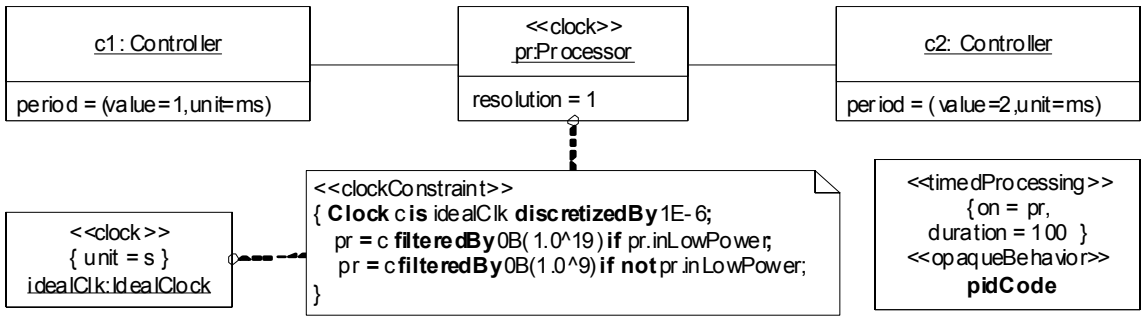 c1: Controller
period = (value=1,unit=ms)
<<clock>>
pr:Processor
resolution = 1
c2: Controller
period = ( value=2,unit=ms)
<<clock>>
{ unit = s }
idealClk:IdealClock
<<clockConstraint>>
{ Clock c is idealClk discretizedBy 1E-6;
pr = c filteredBy 0B(1.0^19) if pr.inLowPower;
pr = c filteredBy 0B(1.0^9) if not pr.inLowPower;
}
<<timedProcessing>>
{ on = pr,
duration = 100 }
<<opaqueBehavior>>
pidCode